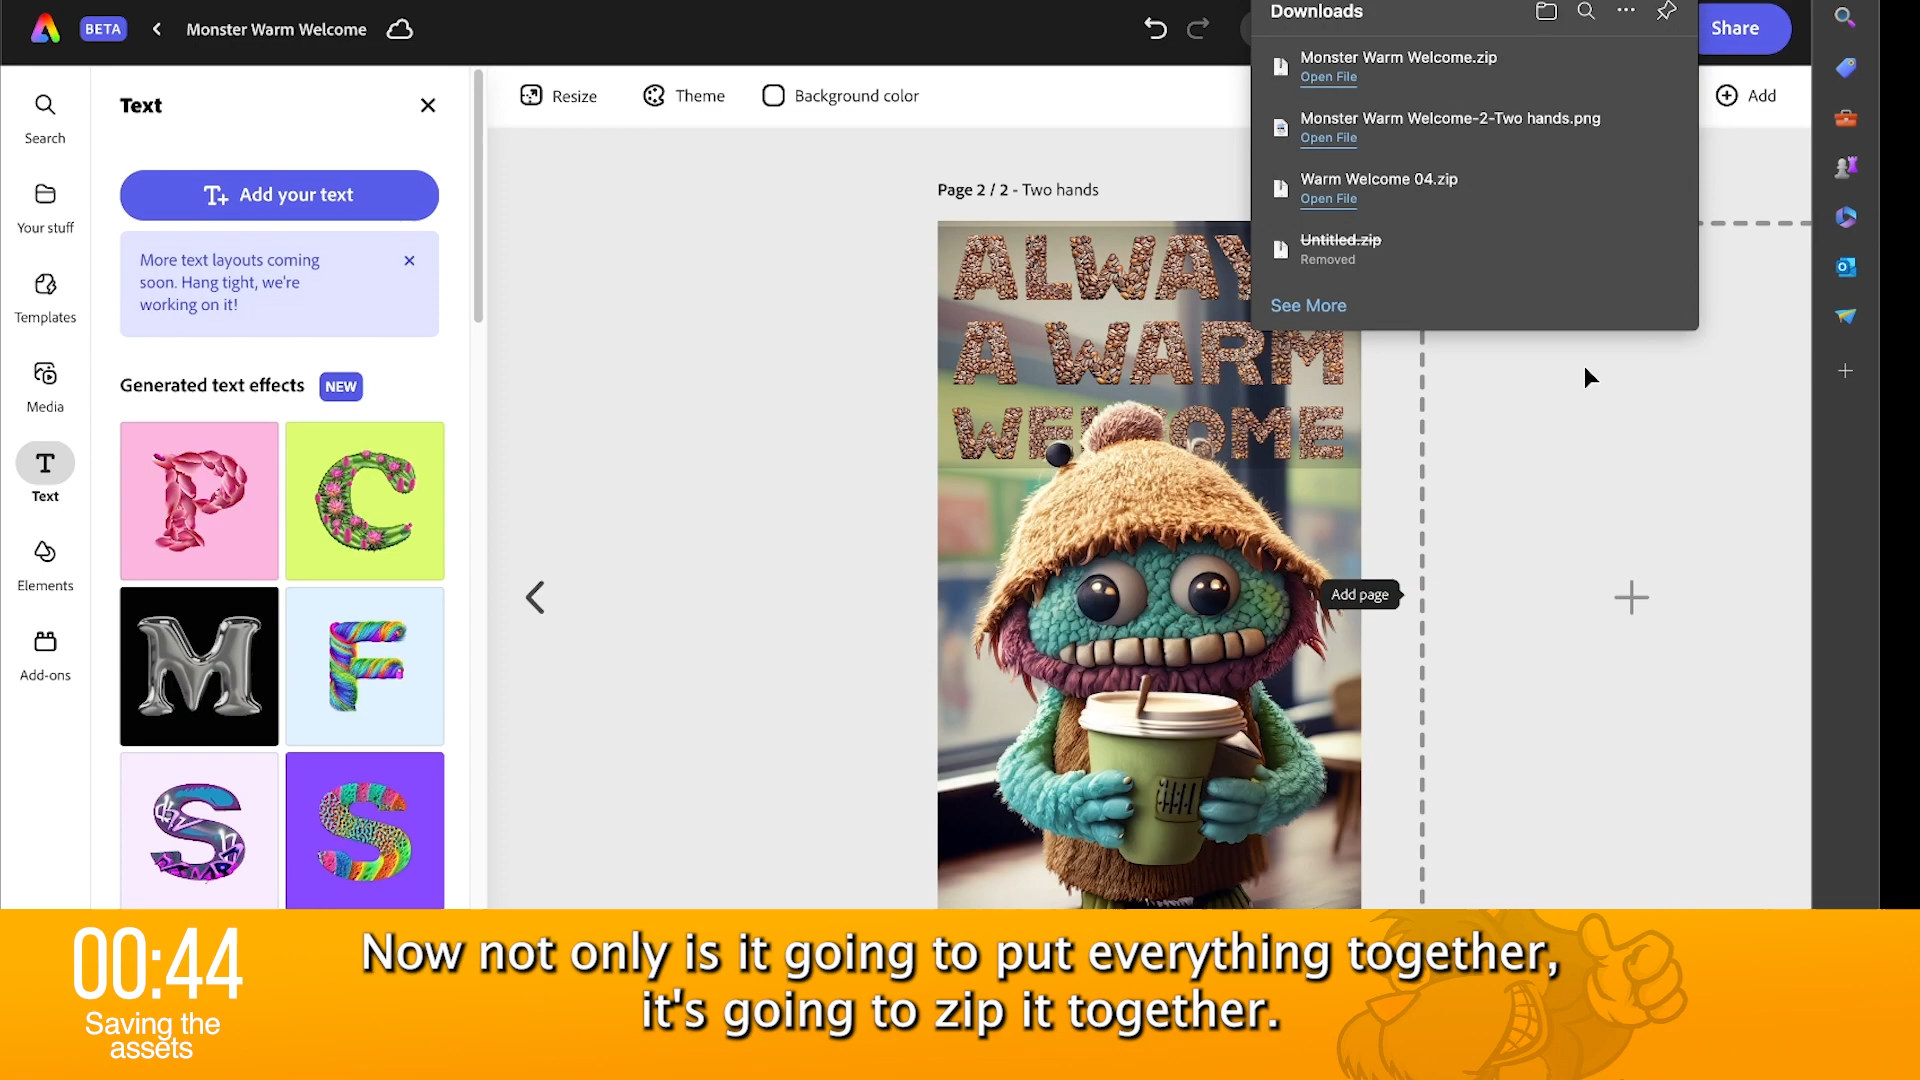 BETA
Monster Warm Welcome
Share
Downloads
Monster Warm Welcome.zip
Open File
Monster Warm Welcome-2-Two hands.png
Open File
Warm Welcome 04.zip
Open File
Untitled.zip
Removed
See More
Search
Your stuff
Templates
Media
Text
Elements
Add-ons
Text
Add your text
More text layouts coming
soon. Hang tight, we're
working on it!
Generated text effects NEW
P
C
M
F
S
S
Resize
Theme
Background color
Add
Page 2 / 2 - Two hands
ALWAY
A WARM
WELCOME
Add page
00:44
Saving the
assets
Now not only is it going to put everything together,
it's going to zip it together.